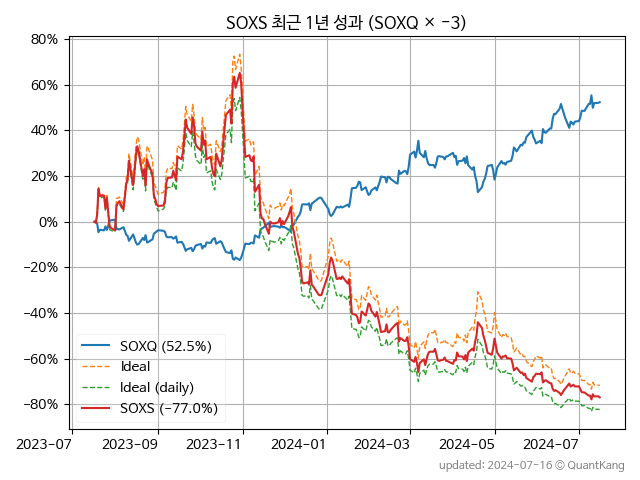 SOXS 최근 1년 성과 (SOXQ × −3)
80%
60%
40%
20%
0%
−20%
−40%
−60%
−80%
SOXQ (52.5%)
Ideal
Ideal (daily)
SOXS (−77.0%)
2023-07
2023-09
2023-11
2024-01
2024-03
2024-05
2024-07
updated: 2024-07-16 © QuantKang